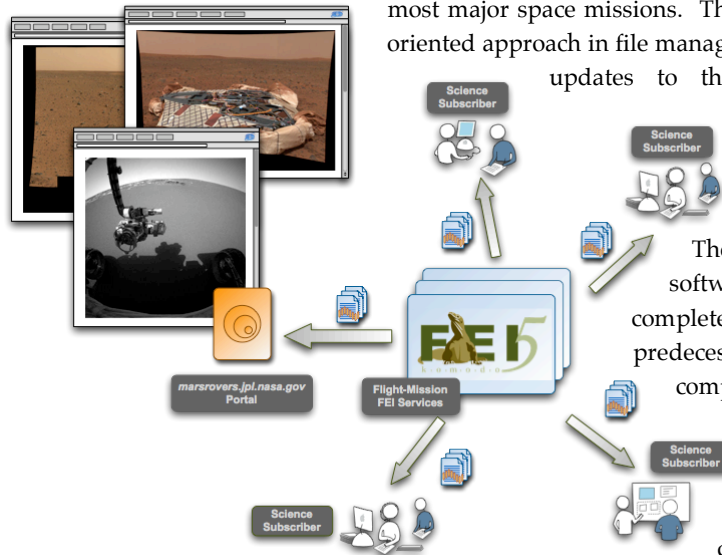 most major space missions. Th
oriented approach in file manag
updates to th
Science
Subscriber
Science
Subscriber
The
softw
complete
predeces
comp
FEI5
k·o·m·o·d·o
marsrovers.jpl.nasa.gov
Portal
Flight-Mission
FEI Services
Science
Subscriber
Science
Subscriber